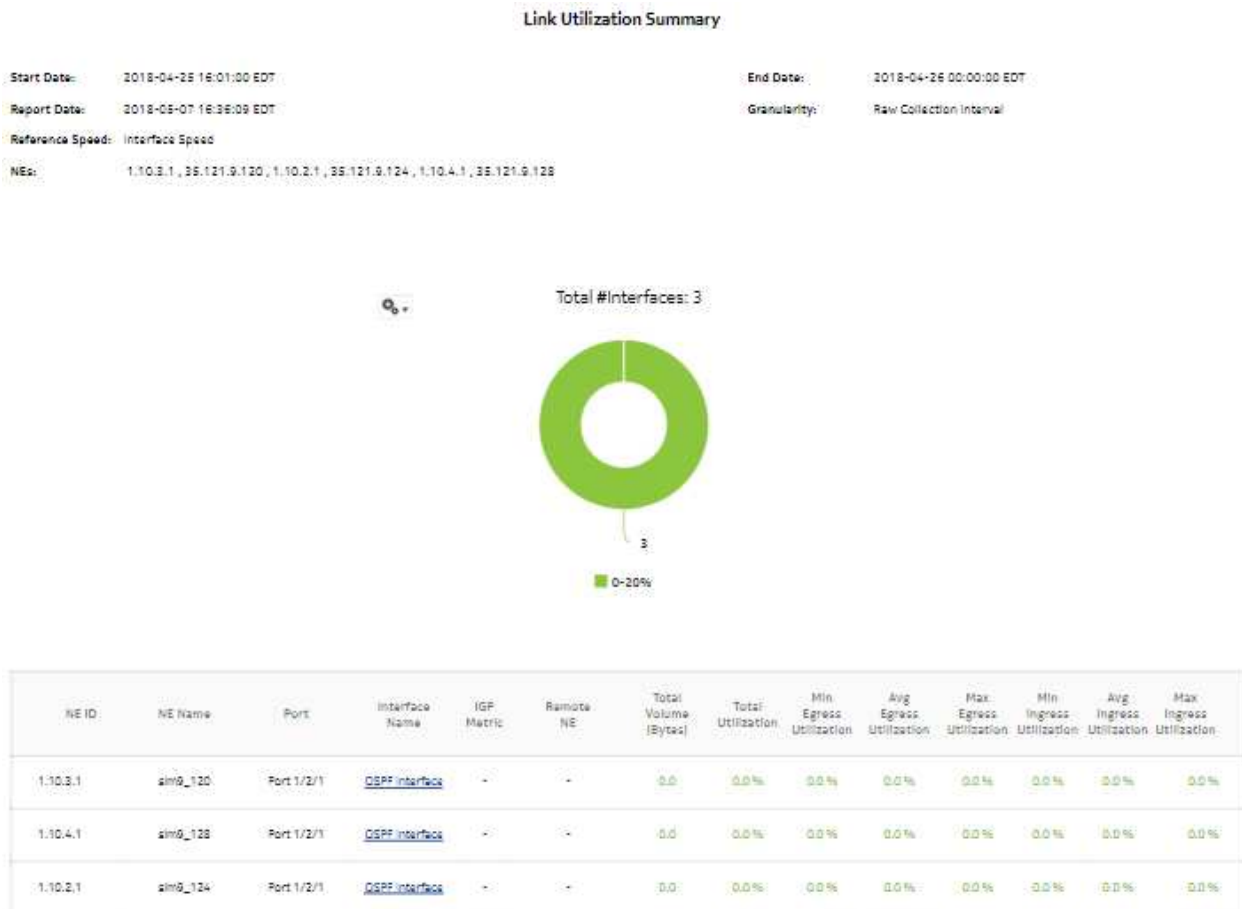 Link Utilization Summary
Start Date: 2018-04-25 16:01:00 EDT End Date: 2018-04-26 00:00:00 EDT
Report Date: 2018-05-07 16:36:09 EDT Granularity: Raw Collection Interval
Reference Speed: Interface Speed
NEs: 1.10.3.1 , 35.121.9.120 , 1.10.2.1 , 35.121.9.124 , 1.10.4.1 , 35.121.9.128
Total #Interfaces: 3
3
0-20%
NE ID NE Name Port Interface Name IGP Metric Remote NE Total Volume (Bytes) Total Utilization Min Egress Utilization Avg Egress Utilization Max Egress Utilization Min Ingress Utilization Avg Ingress Utilization Max Ingress Utilization
1.10.3.1 sim9_120 Port 1/2/1 OSPF Interface - - 0.0 0.0 % 0.0 % 0.0 % 0.0 % 0.0 % 0.0 % 0.0 %
1.10.4.1 sim9_128 Port 1/2/1 OSPF Interface - - 0.0 0.0 % 0.0 % 0.0 % 0.0 % 0.0 % 0.0 % 0.0 %
1.10.2.1 sim9_124 Port 1/2/1 OSPF Interface - - 0.0 0.0 % 0.0 % 0.0 % 0.0 % 0.0 % 0.0 % 0.0 %